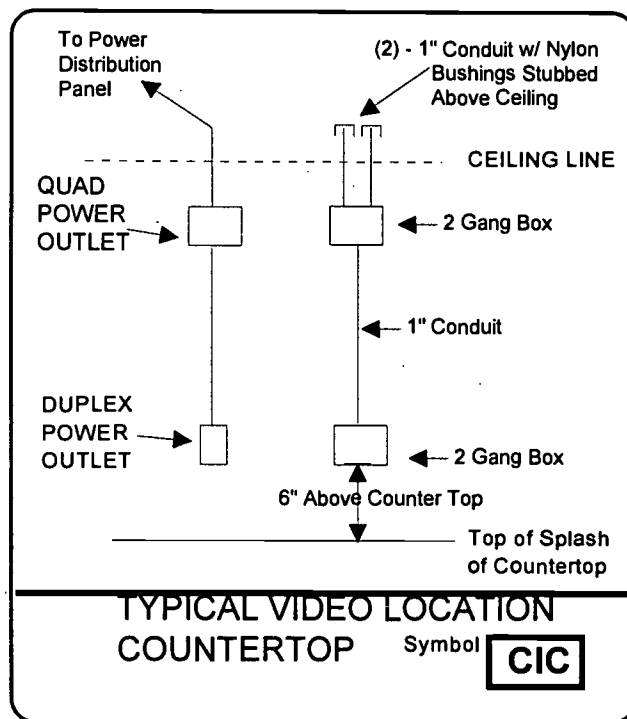 To Power
Distribution
Panel
(2) - 1" Conduit w/ Nylon
Bushings Stubbed
Above Ceiling
CEILING LINE
QUAD
POWER
OUTLET
2 Gang Box
1" Conduit
DUPLEX
POWER
OUTLET
2 Gang Box
6" Above Counter Top
Top of Splash
of Countertop
TYPICAL VIDEO LOCATION
COUNTERTOP
Symbol
CIC